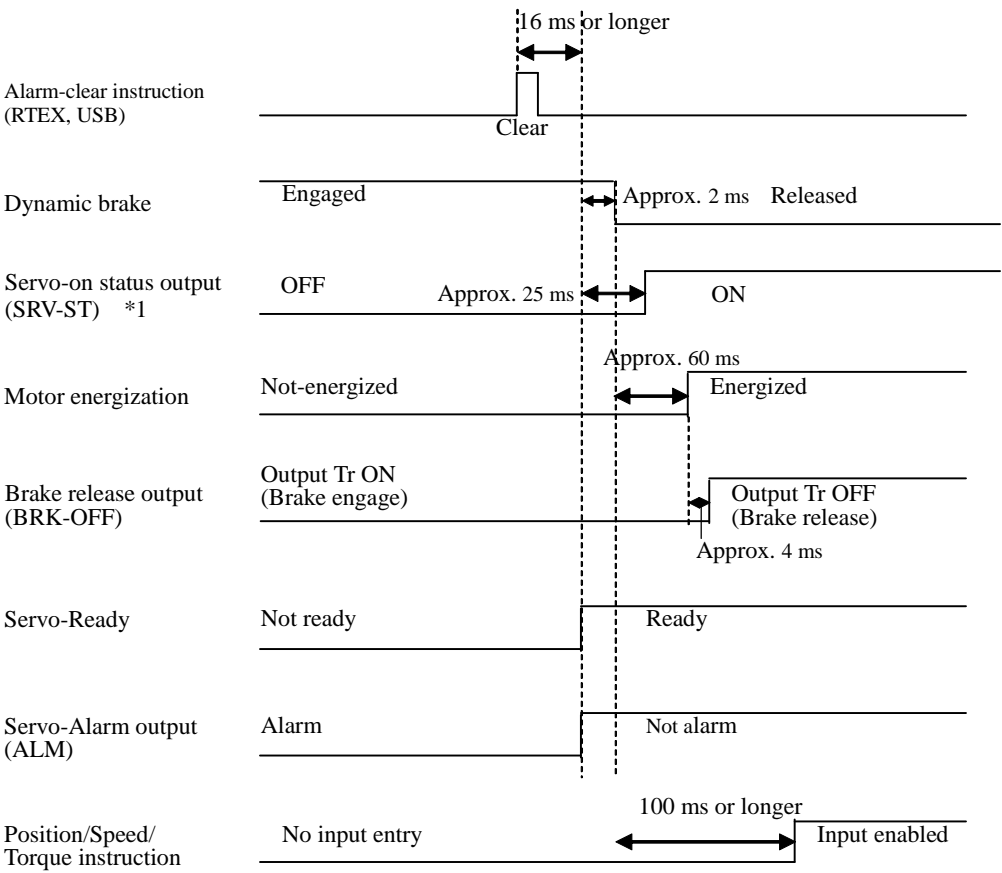 16 ms or longer
Alarm-clear instruction
(RTEX, USB)
Clear
Dynamic brake
Engaged
Approx. 2 ms Released
Servo-on status output
(SRV-ST) *1
OFF
Approx. 25 ms
ON
Approx. 60 ms
Motor energization
Not-energized
Energized
Brake release output
(BRK-OFF)
Output Tr ON
(Brake engage)
Output Tr OFF
(Brake release)
Approx. 4 ms
Servo-Ready
Not ready
Ready
Servo-Alarm output
(ALM)
Alarm
Not alarm
100 ms or longer
Position/Speed/
Torque instruction
No input entry
Input enabled